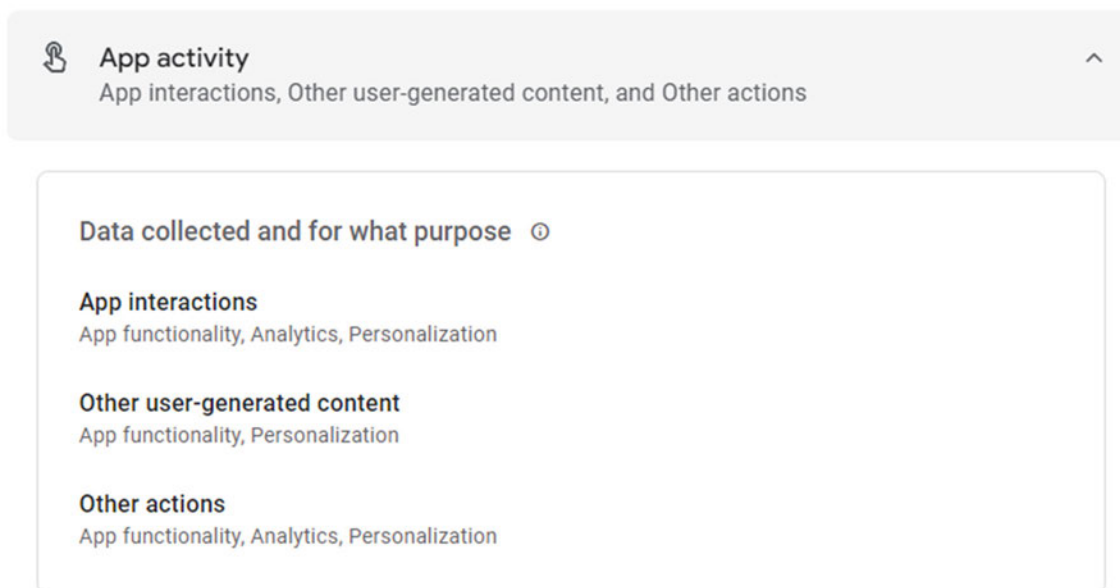 App activity
App interactions, Other user-generated content, and Other actions
Data collected and for what purpose
App interactions
App functionality, Analytics, Personalization
Other user-generated content
App functionality, Personalization
Other actions
App functionality, Analytics, Personalization